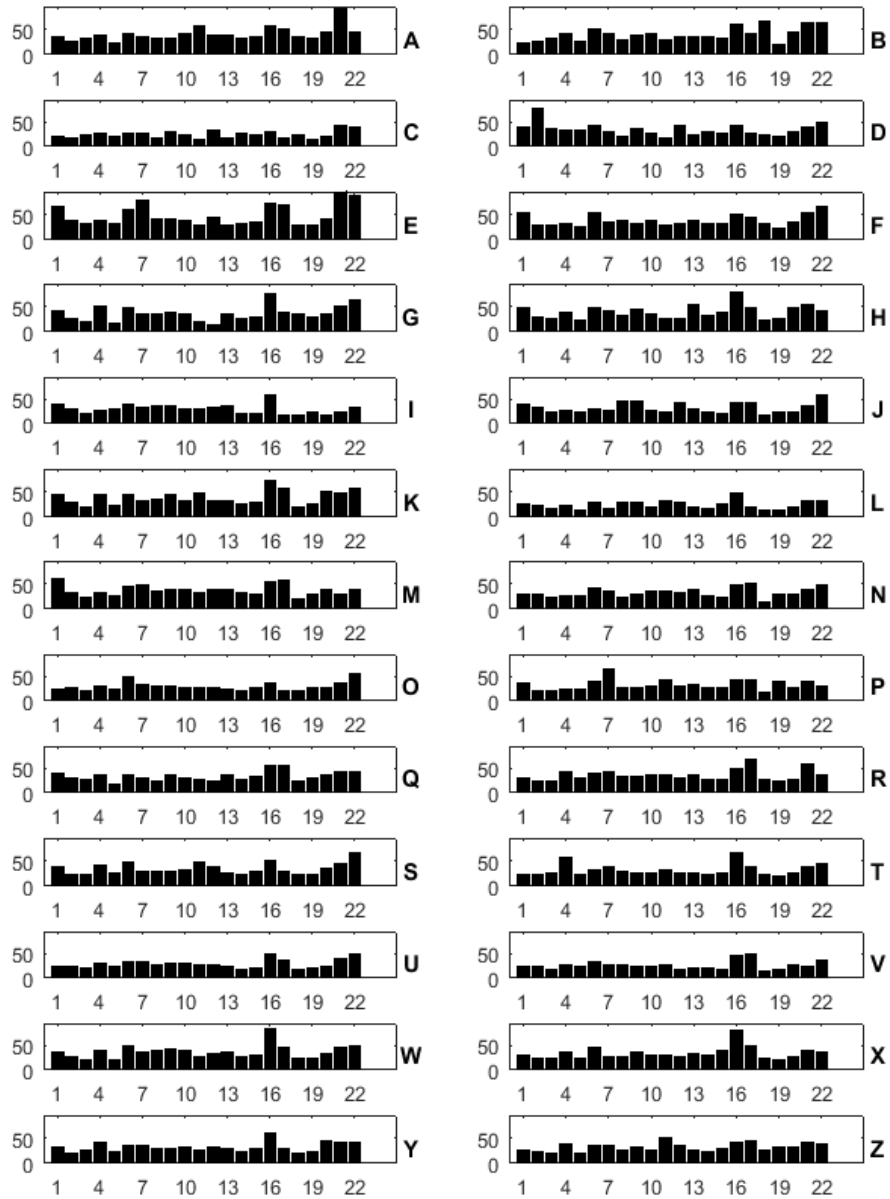 50 A 50 B
0 0
1 4 7 10 13 16 19 22 1 4 7 10 13 16 19 22
50 C 50 D
0 0
1 4 7 10 13 16 19 22 1 4 7 10 13 16 19 22
50 E 50 F
0 0
1 4 7 10 13 16 19 22 1 4 7 10 13 16 19 22
50 G 50 H
0 0
1 4 7 10 13 16 19 22 1 4 7 10 13 16 19 22
50 I 50 J
0 0
1 4 7 10 13 16 19 22 1 4 7 10 13 16 19 22
50 K 50 L
0 0
1 4 7 10 13 16 19 22 1 4 7 10 13 16 19 22
50 M 50 N
0 0
1 4 7 10 13 16 19 22 1 4 7 10 13 16 19 22
50 O 50 P
0 0
1 4 7 10 13 16 19 22 1 4 7 10 13 16 19 22
50 Q 50 R
0 0
1 4 7 10 13 16 19 22 1 4 7 10 13 16 19 22
50 S 50 T
0 0
1 4 7 10 13 16 19 22 1 4 7 10 13 16 19 22
50 U 50 V
0 0
1 4 7 10 13 16 19 22 1 4 7 10 13 16 19 22
50 W 50 X
0 0
1 4 7 10 13 16 19 22 1 4 7 10 13 16 19 22
50 Y 50 Z
0 0
1 4 7 10 13 16 19 22 1 4 7 10 13 16 19 22